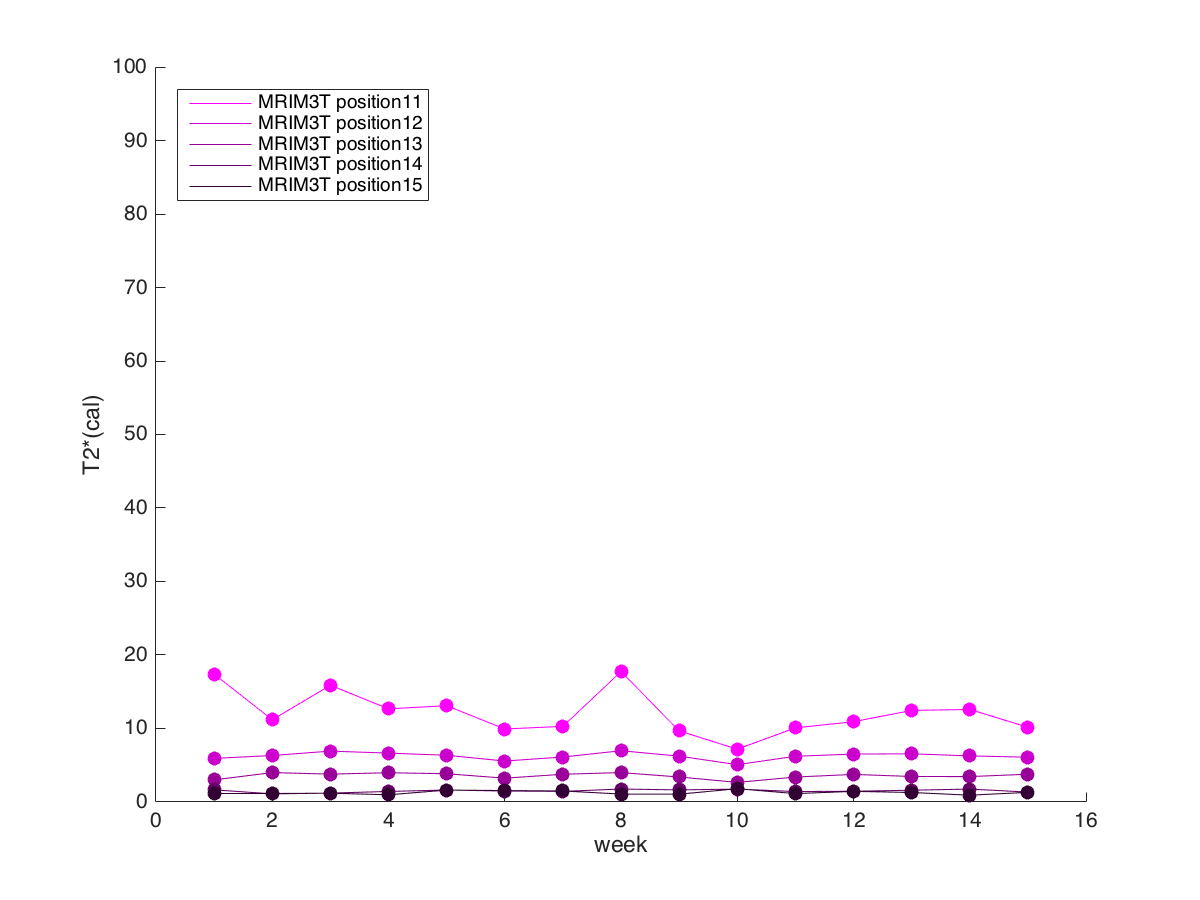 100
90
80
70
60
50
40
30
20
10
0
T2*(cal)
MRIM3T position11
MRIM3T position12
MRIM3T position13
MRIM3T position14
MRIM3T position15
0 2 4 6 8 10 12 14 16
week